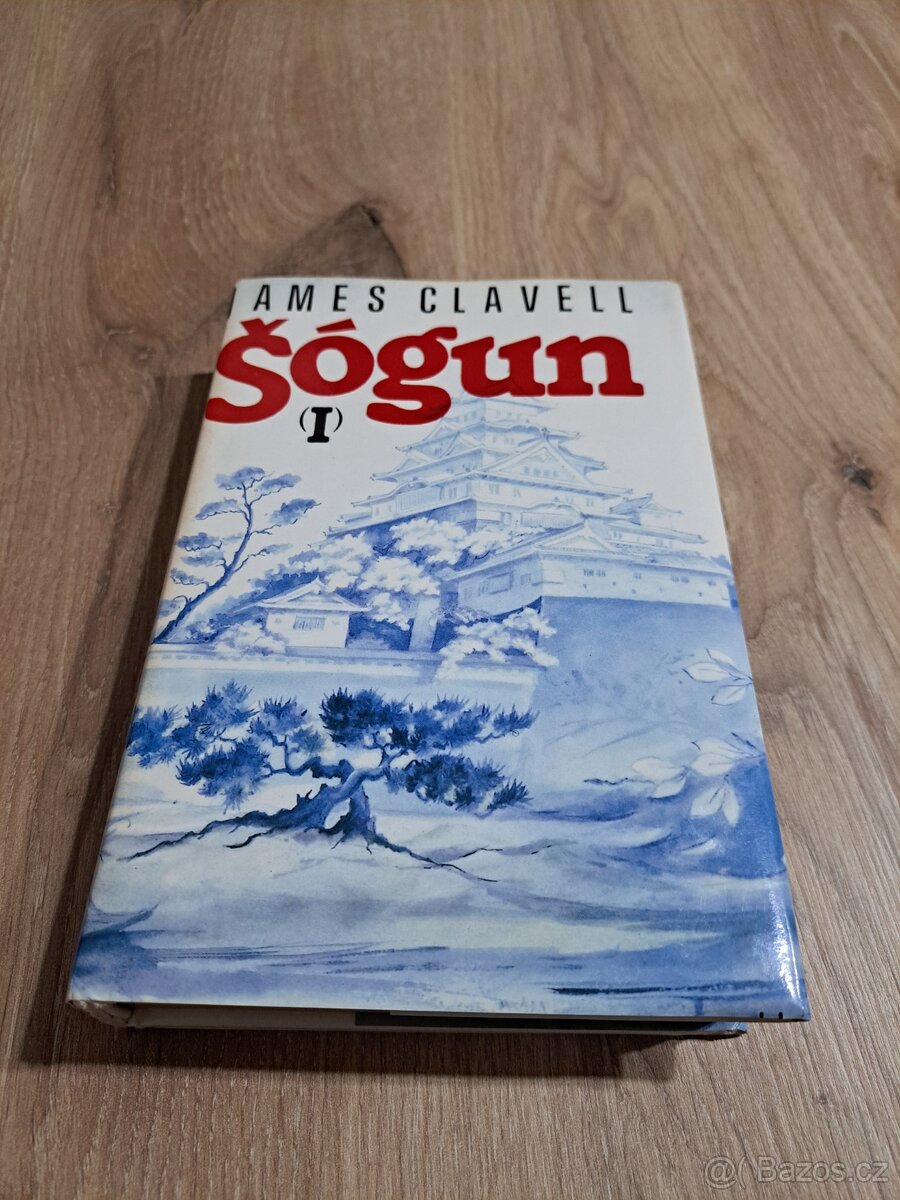 AMES CLAVELL
Šógun
(I)
@( Bazos.cz